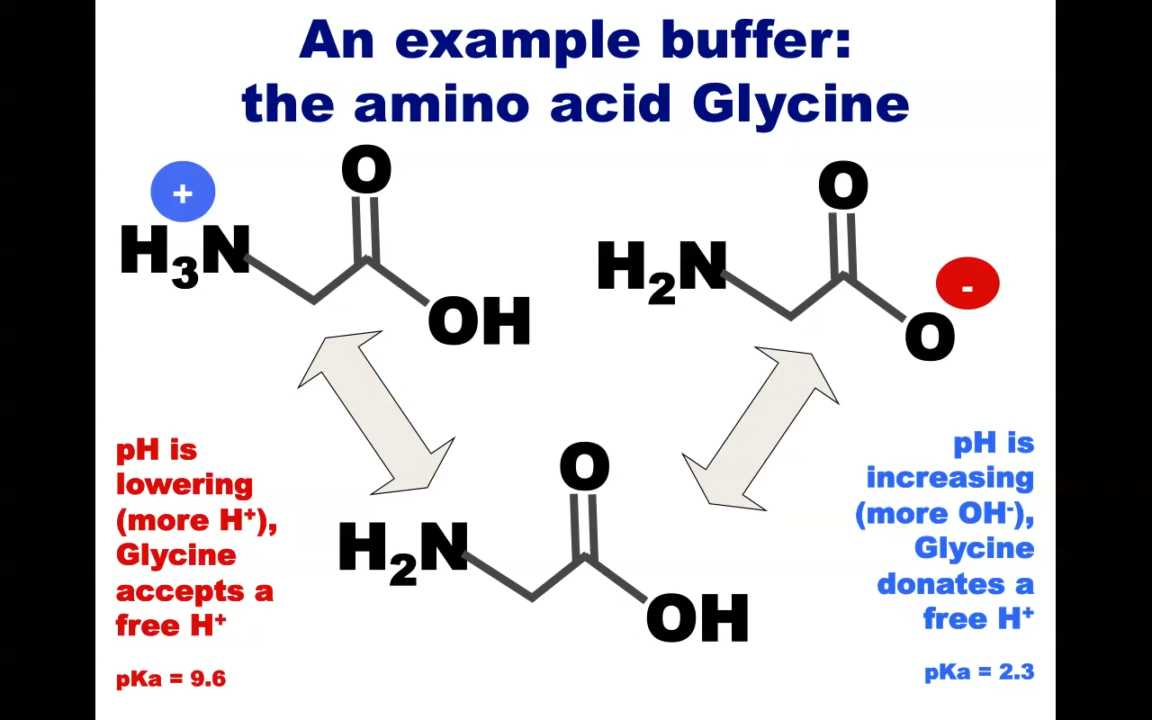 An example buffer:
the amino acid Glycine
+
O
H₃N
OH
O
H₂N
-
O
pH is
lowering
(more H⁺),
Glycine
accepts a
free H⁺
pKa = 9.6
O
H₂N
OH
pH is
increasing
(more OH⁻),
Glycine
donates a
free H⁺
pKa = 2.3